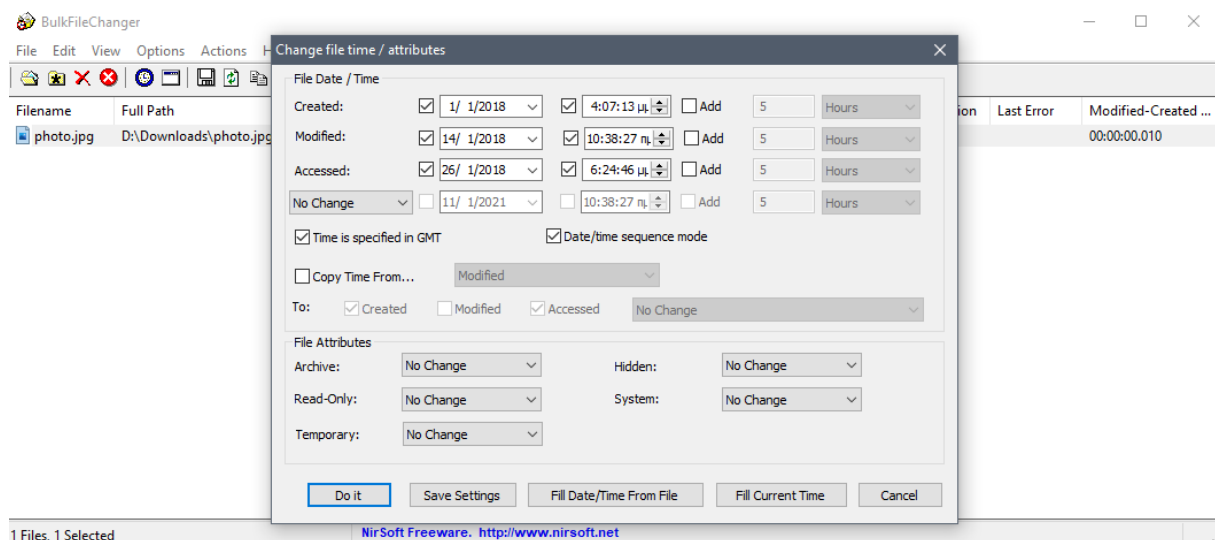 BulkFileChanger
File Edit View Options Actions H
Change file time / attributes
File Date / Time
Filename Full Path ion Last Error Modified-Created ...
Created: 1/ 1/2018 4:07:13 μμ Add 5 Hours
photo.jpg D:\Downloads\photo.jpg 00:00:00.010
Modified: 14/ 1/2018 10:38:27 πμ Add 5 Hours
Accessed: 26/ 1/2018 6:24:46 μμ Add 5 Hours
No Change 11/ 1/2021 10:38:27 πμ Add 5 Hours
Time is specified in GMT Date/time sequence mode
Copy Time From... Modified
To: Created Modified Accessed No Change
File Attributes
Archive: No Change Hidden: No Change
Read-Only: No Change System: No Change
Temporary: No Change
Do it Save Settings Fill Date/Time From File Fill Current Time Cancel
1 Files, 1 Selected NirSoft Freeware. http://www.nirsoft.net